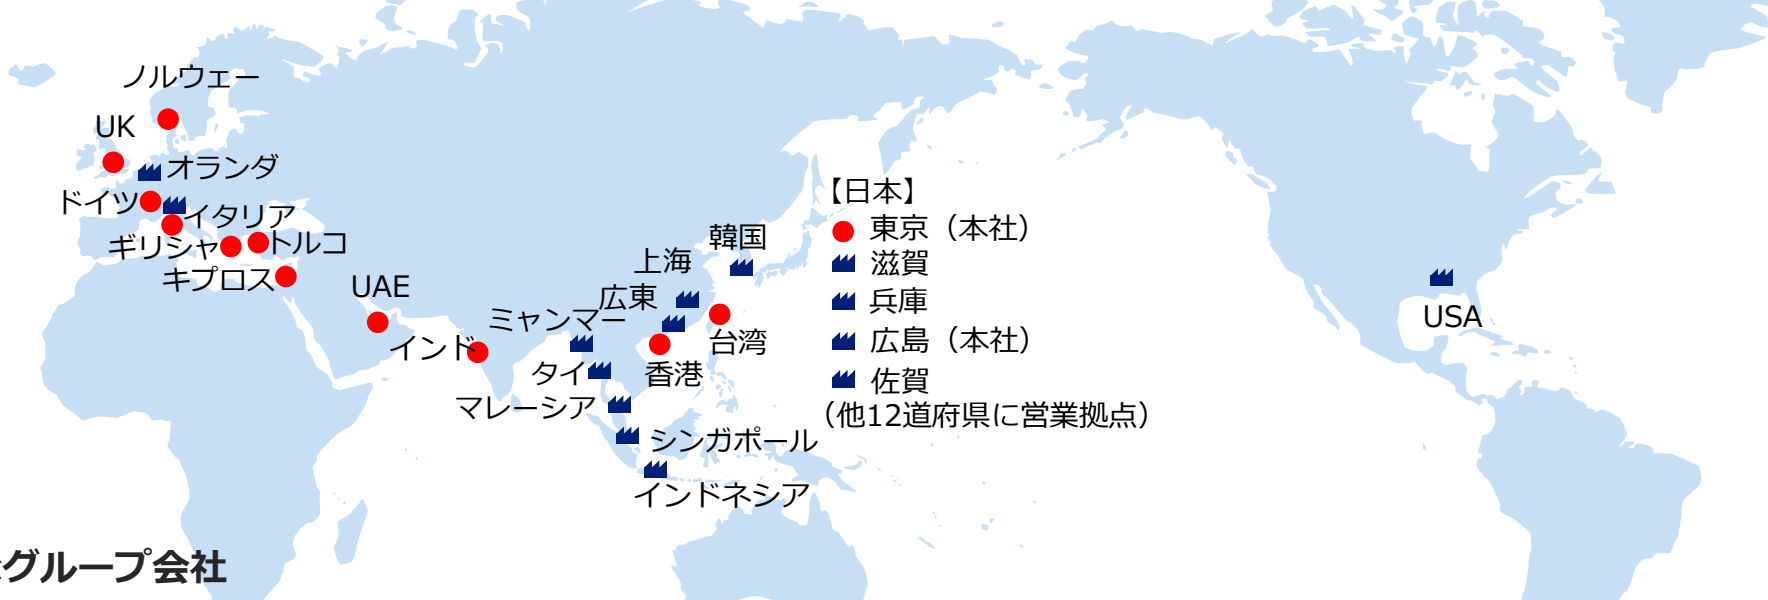 ノルウェー
UK
オランダ
ドイツ
イタリア
ギリシャ
トルコ
キプロス
UAE
インド
ミャンマー
タイ
マレーシア
シンガポール
インドネシア
上海
広東
香港
台湾
韓国
【日本】
東京（本社）
滋賀
兵庫
広島（本社）
佐賀
（他12道府県に営業拠点）
USA
グループ会社